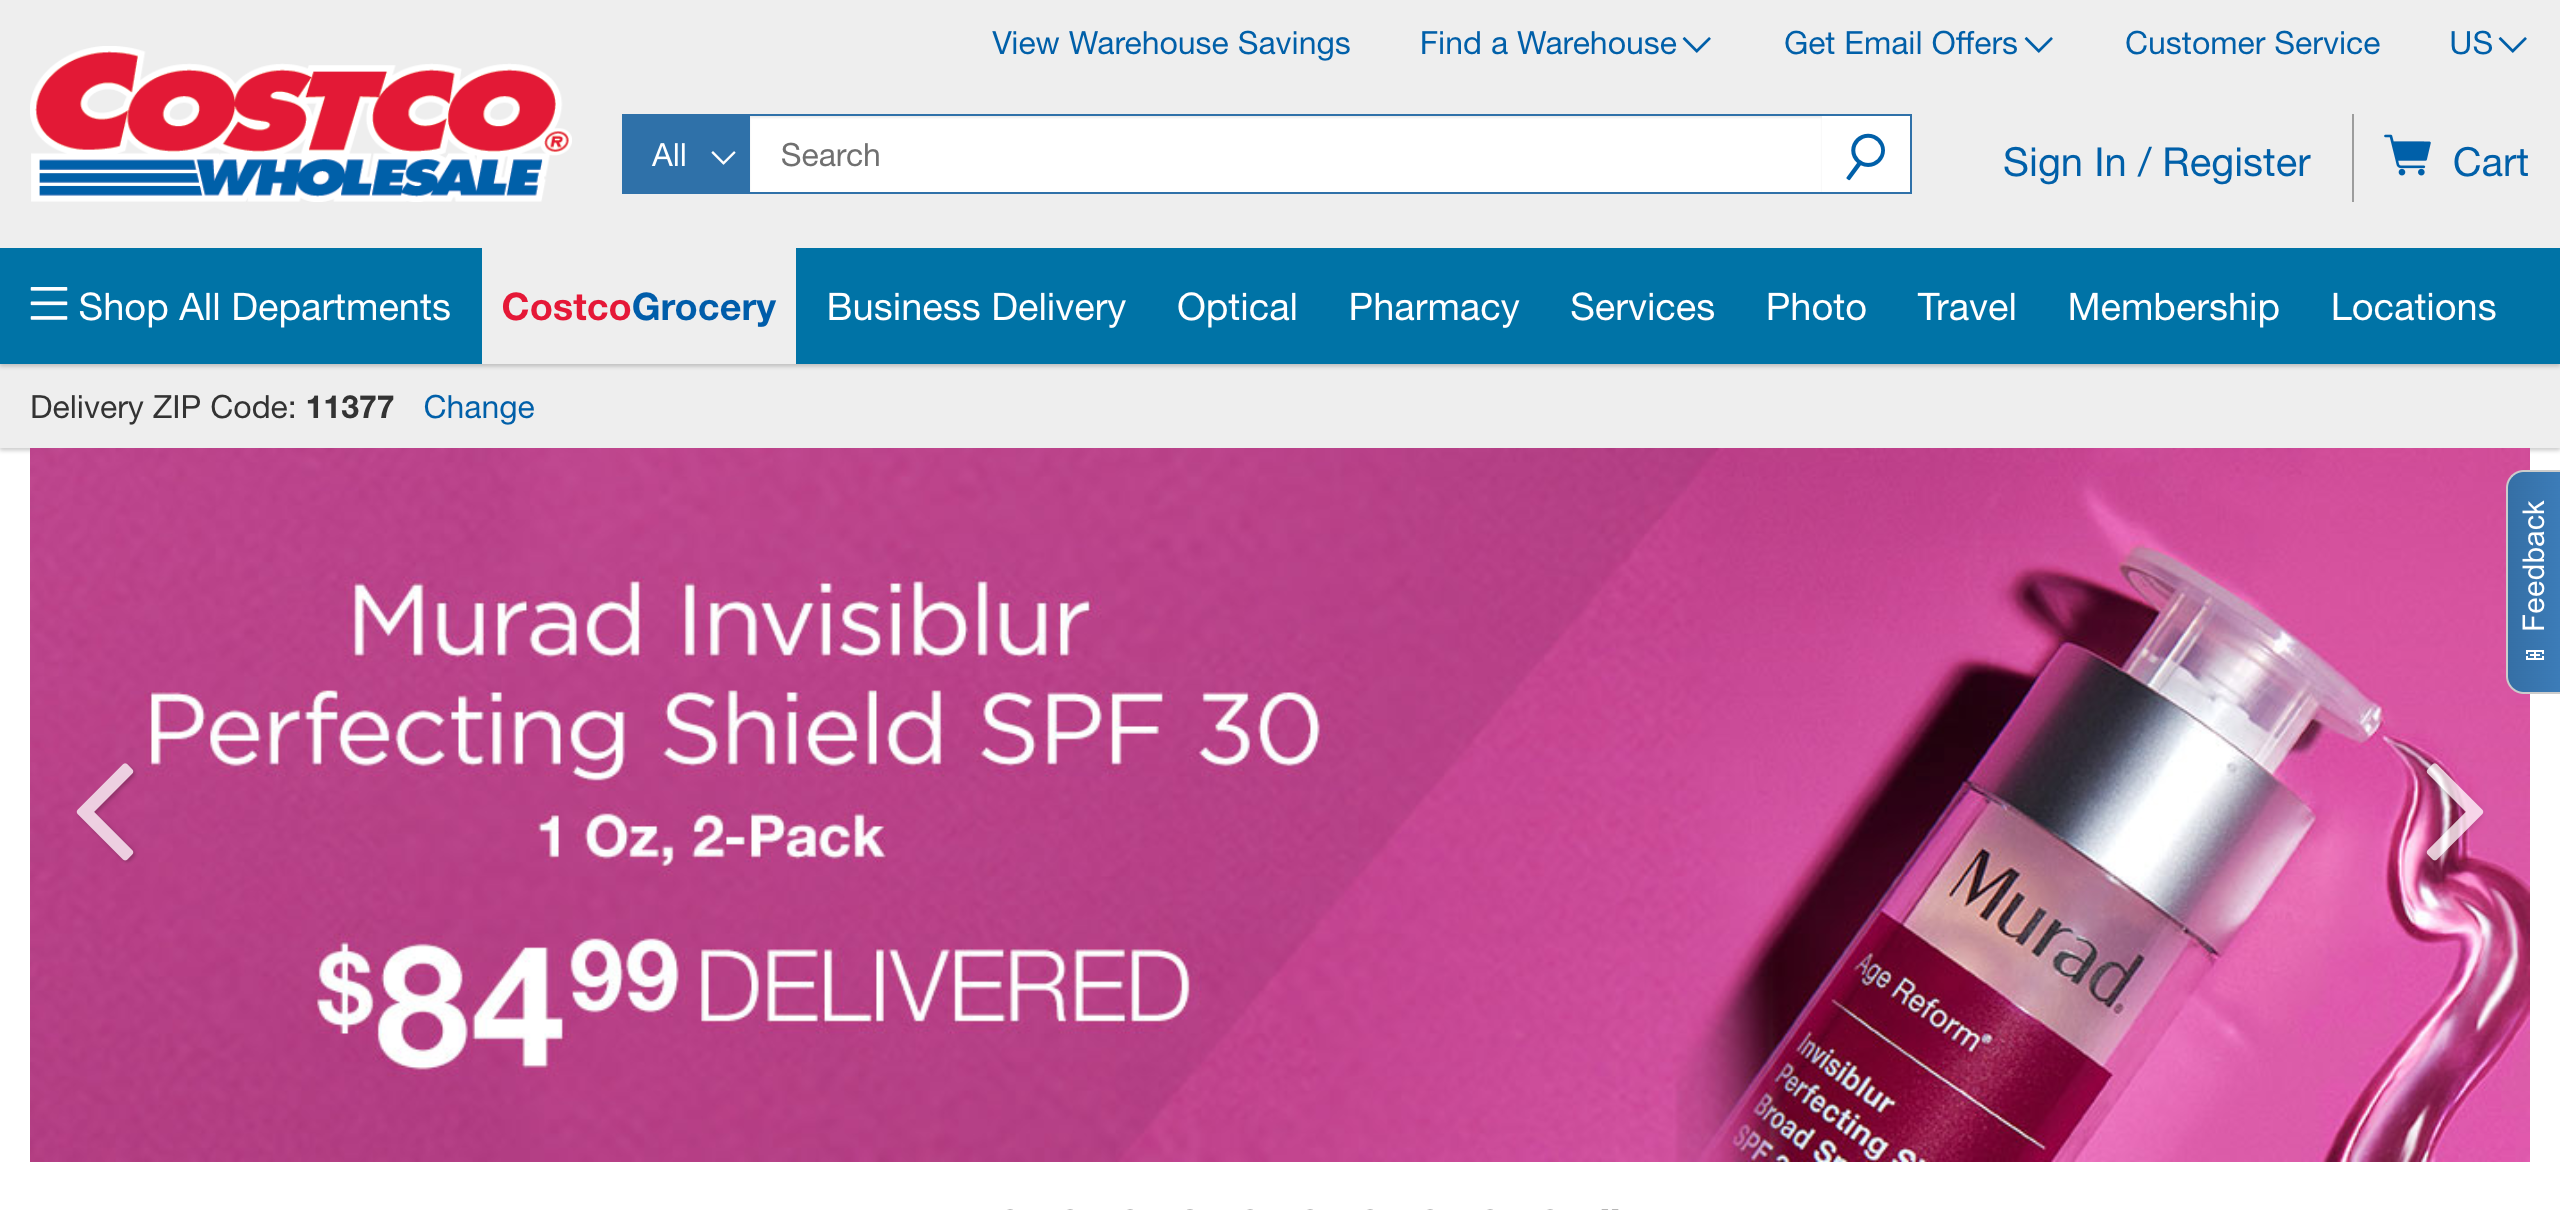 View Warehouse Savings Find a Warehouse Get Email Offers Customer Service US
COSTCO®
WHOLESALE
All Search Sign In / Register Cart
Shop All Departments CostcoGrocery Business Delivery Optical Pharmacy Services Photo Travel Membership Locations
Delivery ZIP Code: 11377 Change
Feedback
Murad Invisiblur
Perfecting Shield SPF 30
1 Oz, 2-Pack
$84 99 DELIVERED
Murad.
Age Reform®
Invisiblur
Perfecting
Broad
SPF